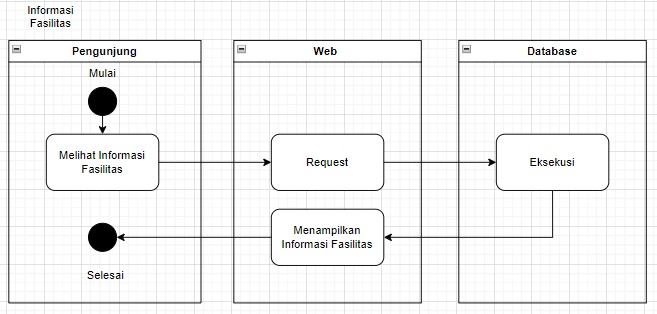 Informasi
Fasilitas
Pengunjung
Web
Database
Mulai
Melihat Informasi
Fasilitas
Request
Eksekusi
Menampilkan
Informasi Fasilitas
Selesai